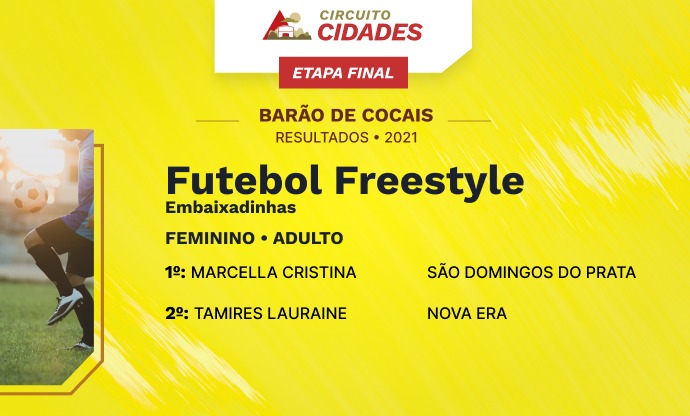 CIRCUITO
CIDADES
ETAPA FINAL
BARÃO DE COCAIS
RESULTADOS • 2021
Futebol Freestyle
Embaixadinhas
FEMININO • ADULTO
1º: MARCELLA CRISTINA SÃO DOMINGOS DO PRATA
2º: TAMIRES LAURAINE NOVA ERA